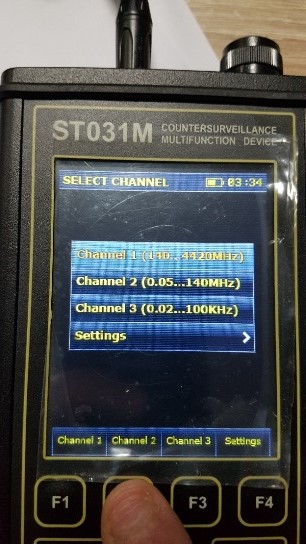 ST031M
COUNTERSURVEILLANCE
MULTIFUNCTION DEVICE
SELECT CHANNEL 03:34
Channel 1 (140...4420MHz)
Channel 2 (0.05...140MHz)
Channel 3 (0.02...100KHz)
Settings
Channel 1 Channel 2 Channel 3 Settings
F1 F3 F4